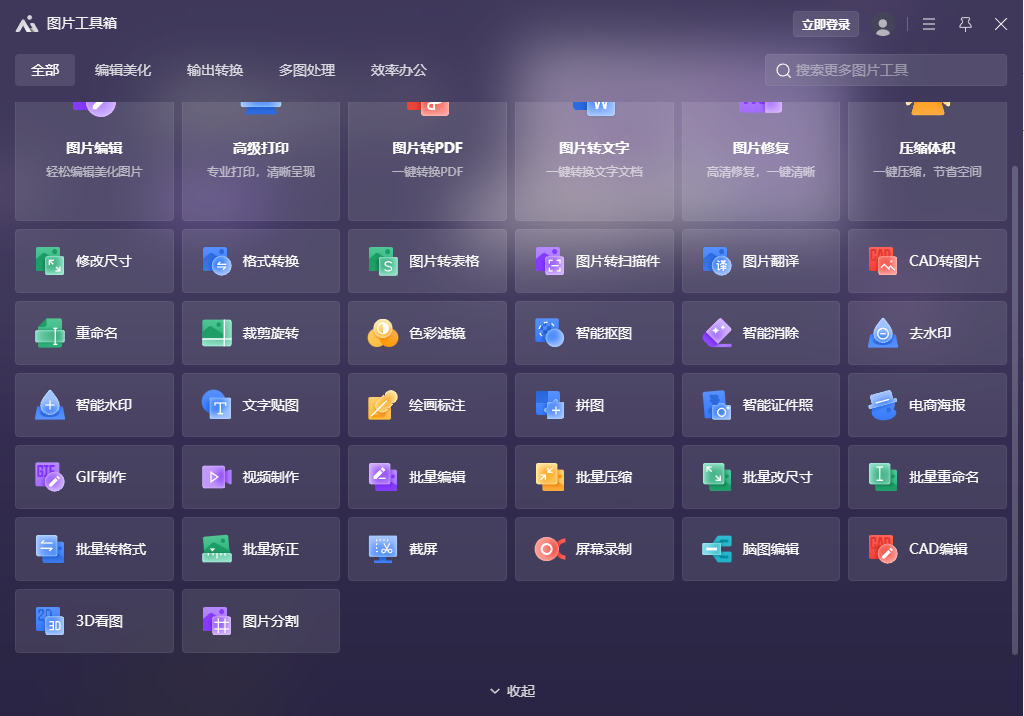 图片工具箱
立即登录
全部
编辑美化
输出转换
多图处理
效率办公
搜索更多图片工具
图片编辑
轻松编辑美化图片
高级打印
专业打印，清晰呈现
图片转PDF
一键转换PDF
图片转文字
一键转换文字文档
图片修复
高清修复，一键清晰
压缩体积
一键压缩，节省空间
修改尺寸
格式转换
S
图片转表格
图片转扫描件
译
图片翻译
CAD
CAD转图片
重命名
裁剪旋转
色彩滤镜
智能抠图
智能消除
去水印
智能水印
T
文字贴图
绘画标注
拼图
智能证件照
电商海报
GIF
GIF制作
视频制作
批量编辑
批量压缩
批量改尺寸
批量重命名
批量转格式
批量矫正
截屏
屏幕录制
脑图编辑
CAD
CAD编辑
2D
3D
3D看图
图片分割
收起